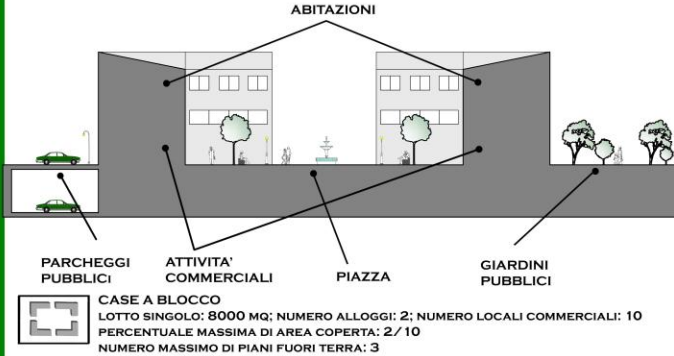 ABITAZIONI
PARCHEGGI
PUBBLICI
ATTIVITA'
COMMERCIALI
PIAZZA
GIARDINI
PUBBLICI
CASE A BLOCCO
LOTTO SINGOLO: 8000 MQ; NUMERO ALLOGGI: 2; NUMERO LOCALI COMMERCIALI: 10
PERCENTUALE MASSIMA DI AREA COPERTA: 2/10
NUMERO MASSIMO DI PIANI FUORI TERRA: 3